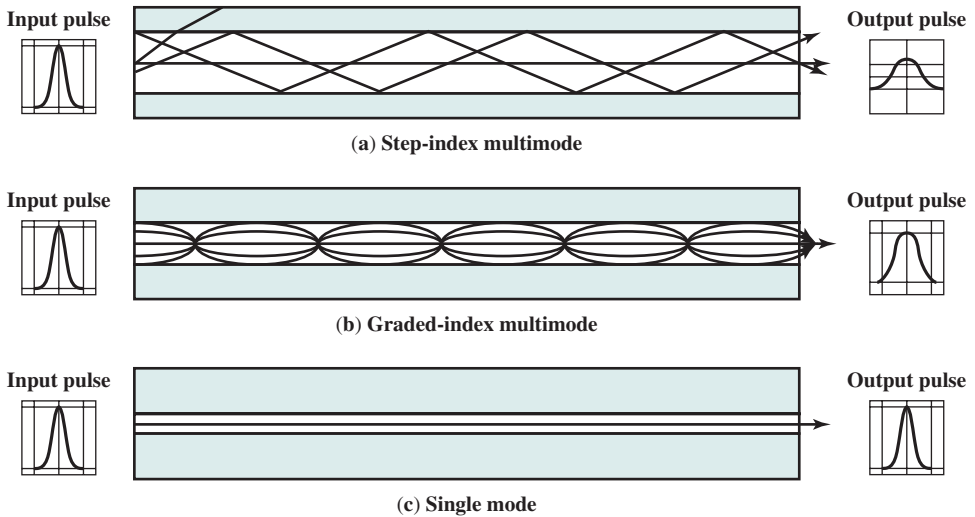 Input pulse
Output pulse
(a) Step-index multimode
Input pulse
Output pulse
(b) Graded-index multimode
Input pulse
Output pulse
(c) Single mode